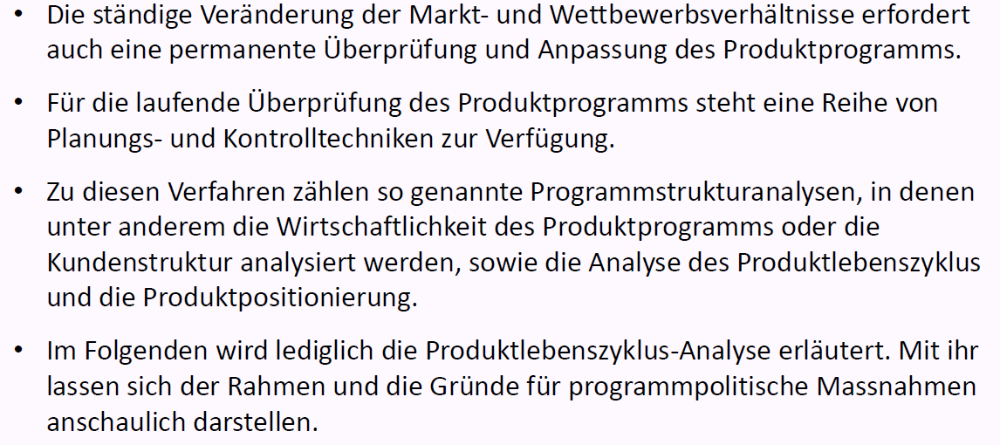 • Die ständige Veränderung der Markt- und Wettbewerbsverhältnisse erfordert
auch eine permanente Überprüfung und Anpassung des Produktprogramms.
• Für die laufende Überprüfung des Produktprogramms steht eine Reihe von
Planungs- und Kontrolltechniken zur Verfügung.
• Zu diesen Verfahren zählen so genannte Programmstrukturanalysen, in denen
unter anderem die Wirtschaftlichkeit des Produktprogramms oder die
Kundenstruktur analysiert werden, sowie die Analyse des Produktlebenszyklus
und die Produktpositionierung.
• Im Folgenden wird lediglich die Produktlebenszyklus-Analyse erläutert. Mit ihr
lassen sich der Rahmen und die Gründe für programmpolitische Massnahmen
anschaulich darstellen.